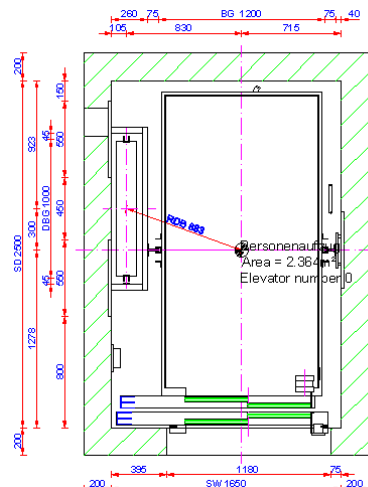 260 75 BG 1200 75 40
105 830 715
200
150
45
550
923
DBG 1000
450
300
SD 2500
RDB 883
Personenaufzug
Area = 2.364
Elevator number 0
550
45
1278
800
200
395 1180 75
200 SW 1650 200